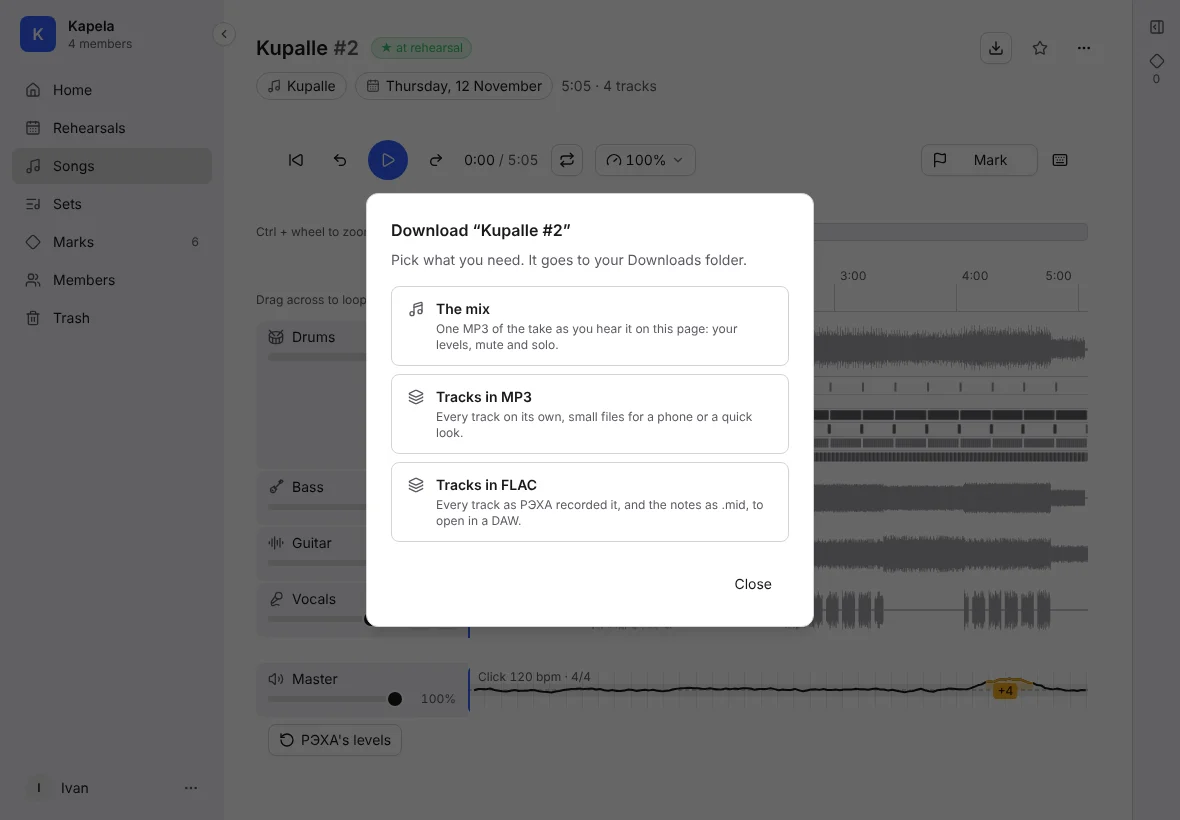 K
Kapela
4 members
Home
Rehearsals
Songs
Sets
Marks 6
Members
Trash
I Ivan
Kupalle #2 ★ at rehearsal
Kupalle Thursday, 12 November 5:05 · 4 tracks
0:00 / 5:05 100% Mark
0
Ctrl + wheel to zoo
3:00 4:00 5:00
Drag across to loop
Drums
Bass
Guitar
Vocals
Master
100%
Click 120 bpm · 4/4
+4
РЭХА's levels
Download “Kupalle #2”
Pick what you need. It goes to your Downloads folder.
The mix
One MP3 of the take as you hear it on this page: your
levels, mute and solo.
Tracks in MP3
Every track on its own, small files for a phone or a quick
look.
Tracks in FLAC
Every track as РЭХА recorded it, and the notes as .mid, to
open in a DAW.
Close